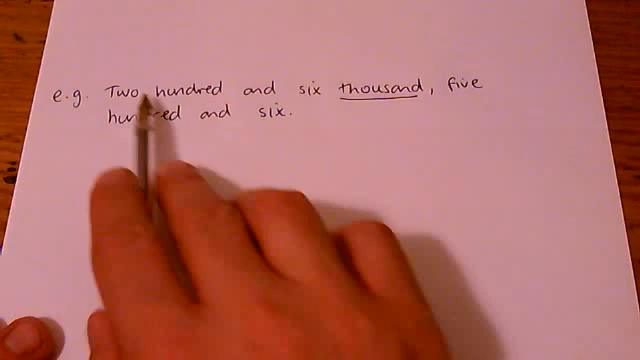 e.g. Two hundred and six thousand, five
hundred and six.